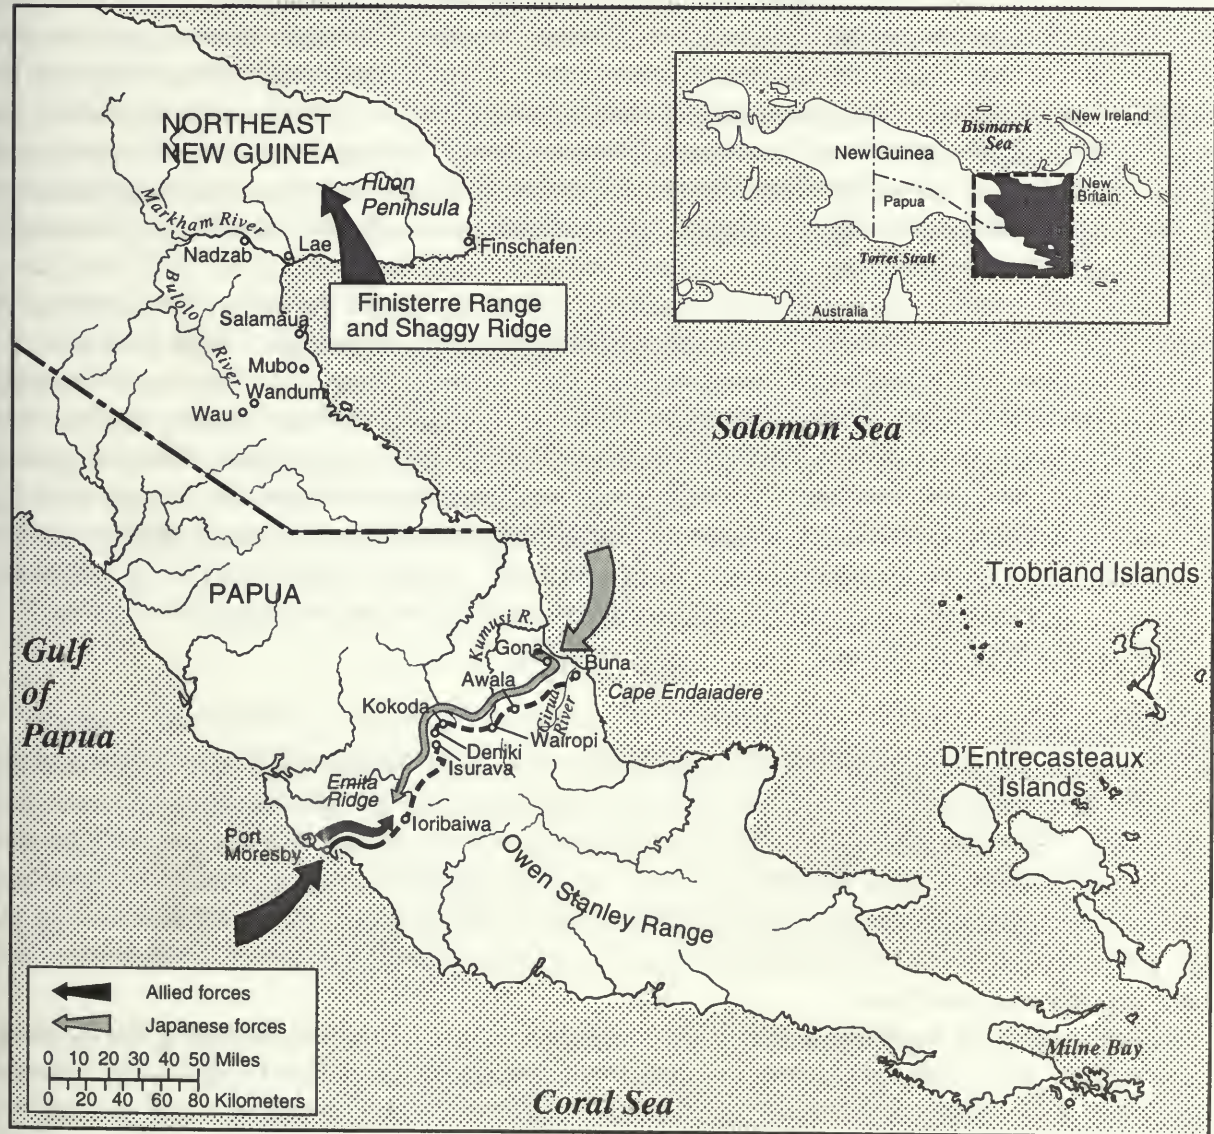 NORTHEAST
NEW GUINEA
Huon
Peninsula
Markham River
Nadzab
Lae
Finschafen
Bulolo
River
Finisterre Range
and Shaggy Ridge
Salamaua
Mubo
Wandumi
Wau
New Ireland
Bismarck
Sea
New Guinea
New
Britain
Papua
Torres Strait
Australia
Solomon Sea
PAPUA
Gulf
of
Papua
Trobriand Islands
Kumusi R.
Gona
Buna
Awala
Cape Endaiadere
Kokoda
Girua
River
Wairopi
Deniki
Isurava
D'Entrecasteaux
Islands
Emita
Ridge
Ioribaiwa
Port
Moresby
Owen Stanley Range
Milne Bay
Coral Sea
Allied forces
Japanese forces
0 10 20 30 40 50 Miles
0 20 40 60 80 Kilometers